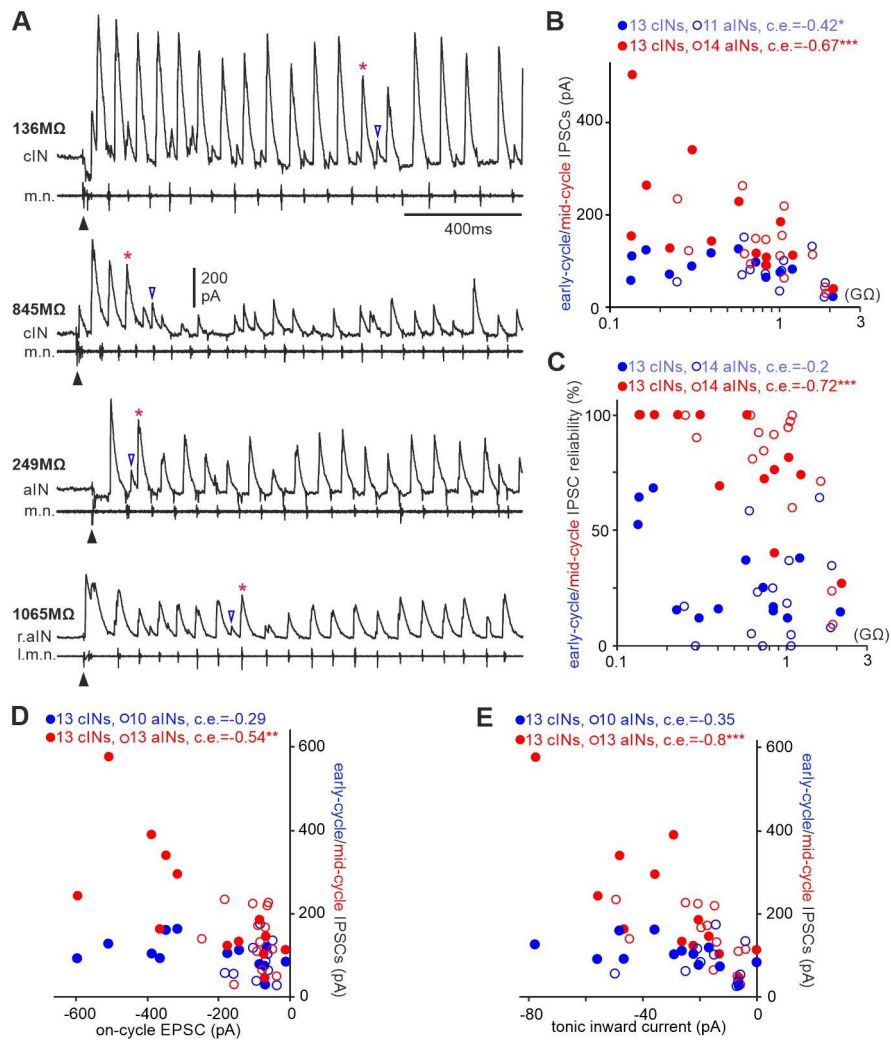 A
136MΩ
cIN
m.n.
*
400ms
*
200
pA
845MΩ
cIN
m.n.
*
249MΩ
aIN
m.n.
*
1065MΩ
r.aIN
l.m.n.
B
13 cINs, 11 aINs, c.e.=-0.42*
13 cINs, 14 aINs, c.e.=-0.67***
early-cycle/mid-cycle IPSCs (pA)
400
200
0
(GΩ)
0.1
1
3
C
13 cINs, 14 aINs, c.e.=-0.2
13 cINs, 14 aINs, c.e.=-0.72***
early-cycle/mid-cycle IPSC reliability (%)
100
50
0
(GΩ)
0.1
1
3
D
13 cINs, 10 aINs, c.e.=-0.29
13 cINs, 13 aINs, c.e.=-0.54**
600
400
200
0
early-cycle/mid-cycle IPSCs (pA)
-600
-400
-200
0
on-cycle EPSC (pA)
E
13 cINs, 10 aINs, c.e.=-0.35
13 cINs, 13 aINs, c.e.=-0.8***
600
400
200
0
early-cycle/mid-cycle IPSCs (pA)
-80
-40
0
tonic inward current (pA)